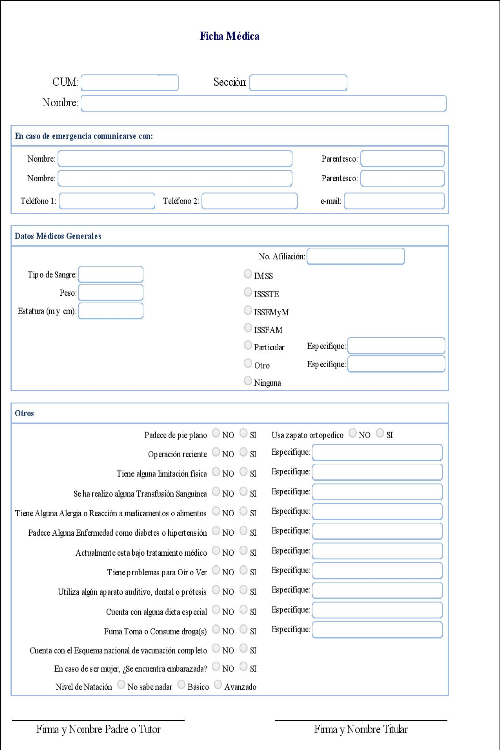 Ficha Médica
CUM: Sección:
Nombre:
En caso de emergencia comunicarse con:
Nombre: Parentesco:
Nombre: Parentesco:
Teléfono 1: Teléfono 2: e-mail:
Datos Médicos Generales
No. Afiliación:
Tipo de Sangre: IMSS
Peso: ISSSTE
Estatura (m y cm): ISSEMyM
ISSFAM
Particular Especifique:
Otro Especifique:
Ninguna
Otros
Padece de pie plano NO SI Usa zapato ortopedico NO SI
Operación reciente NO SI Especifique:
Tiene alguna limitación física NO SI Especifique:
Se ha realizo alguna Transfusión Sanguinea NO SI Especifique:
Tiene Alguna Alergia o Reacción a medicamentos o alimentos NO SI Especifique:
Padece Alguna Enfermedad como diabetes o hipertensión NO SI Especifique:
Actualmente esta bajo tratamiento médico NO SI Especifique:
Tiene problemas para Oir o Ver NO SI Especifique:
Utiliza algún aparato auditivo, dental o prótesis NO SI Especifique:
Cuenta con alguna dieta especial NO SI Especifique:
Fuma Toma o Consume droga(s) NO SI Especifique:
Cuenta con el Esquema nacional de vacunación completo NO SI
En caso de ser mujer, ¿Se encuentra embarazada? NO SI
Nivel de Natación No sabe nadar Básico Avanzado
Firma y Nombre Padre o Tutor Firma y Nombre Titular